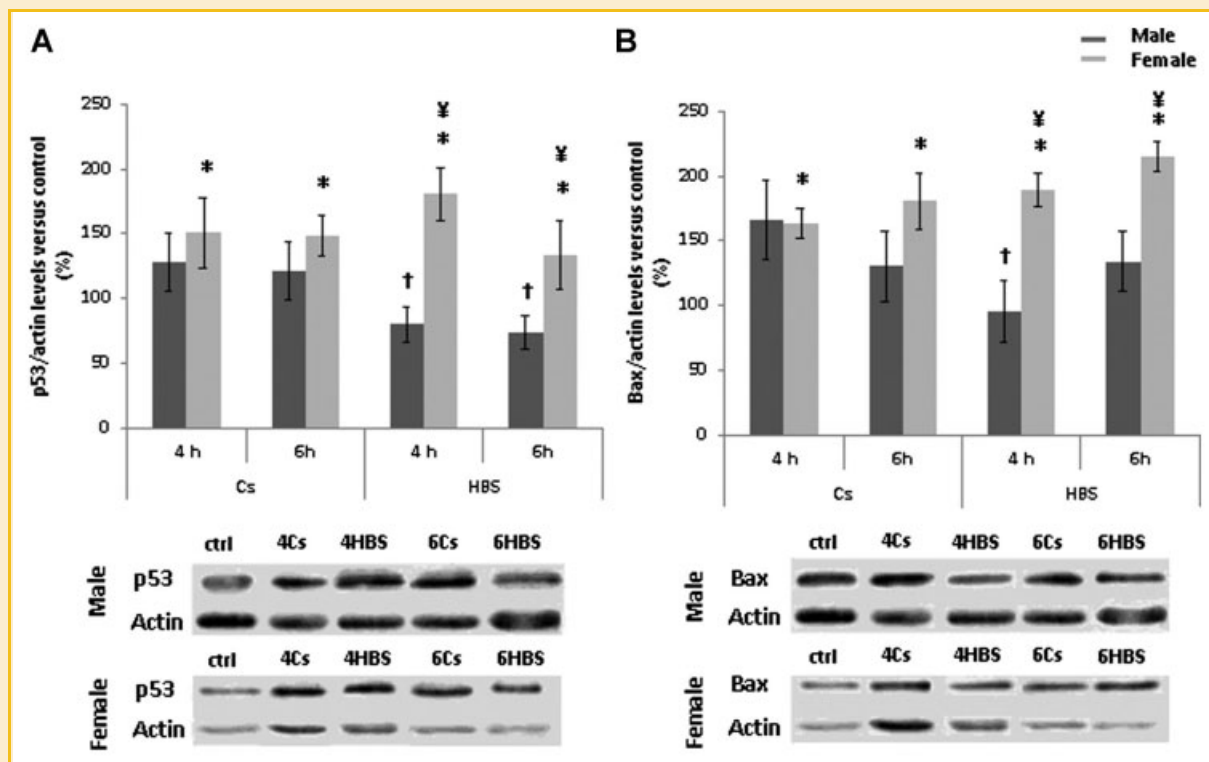 A
B
Male
Female
p53/actin levels versus control
(%)
250
200
150
100
50
0
*
*
¥
*
¥
*
†
†
4 h
6h
4 h
6h
Cs
HBS
Bax/actin levels versus control
(%)
250
200
150
100
50
0
*
*
¥
*
¥
*
†
4 h
6h
4 h
6h
Cs
HBS
ctrl 4Cs 4HBS 6Cs 6HBS
Male
p53
Actin
ctrl 4Cs 4HBS 6Cs 6HBS
Female
p53
Actin
ctrl 4Cs 4HBS 6Cs 6HBS
Male
Bax
Actin
ctrl 4Cs 4HBS 6Cs 6HBS
Female
Bax
Actin